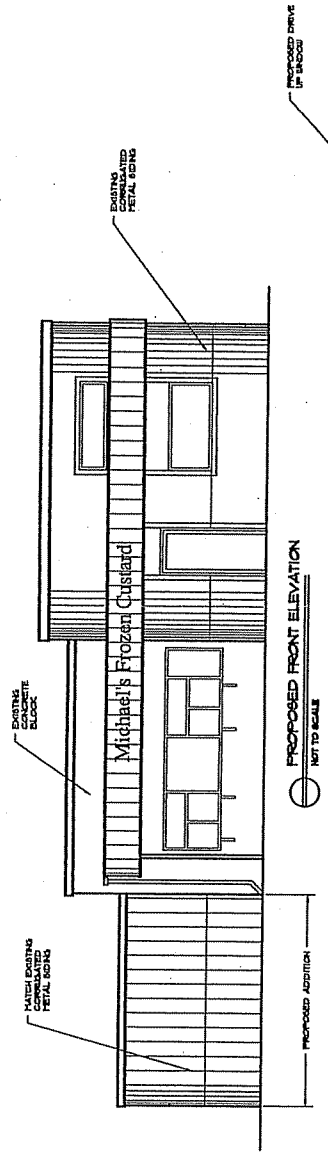 MATCH EXISTING
CORRUGATED
METAL SIDING
EXISTING
CONCRETE
BLOCK
EXISTING
CORRUGATED
METAL SIDING
PROPOSED DRIVE
UP WINDOW
Michael's Frozen Custard
PROPOSED ADDITION
PROPOSED FRONT ELEVATION
NOT TO SCALE